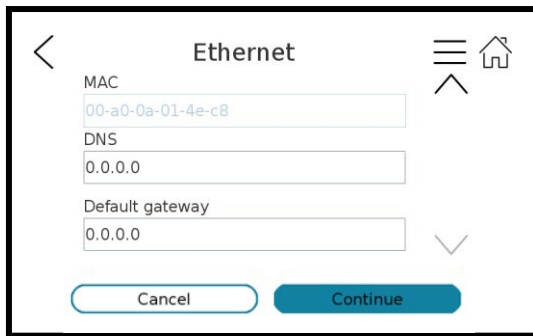 Ethernet
MAC
00-a0-0a-01-4e-c8
DNS
0.0.0.0
Default gateway
0.0.0.0
Cancel
Continue